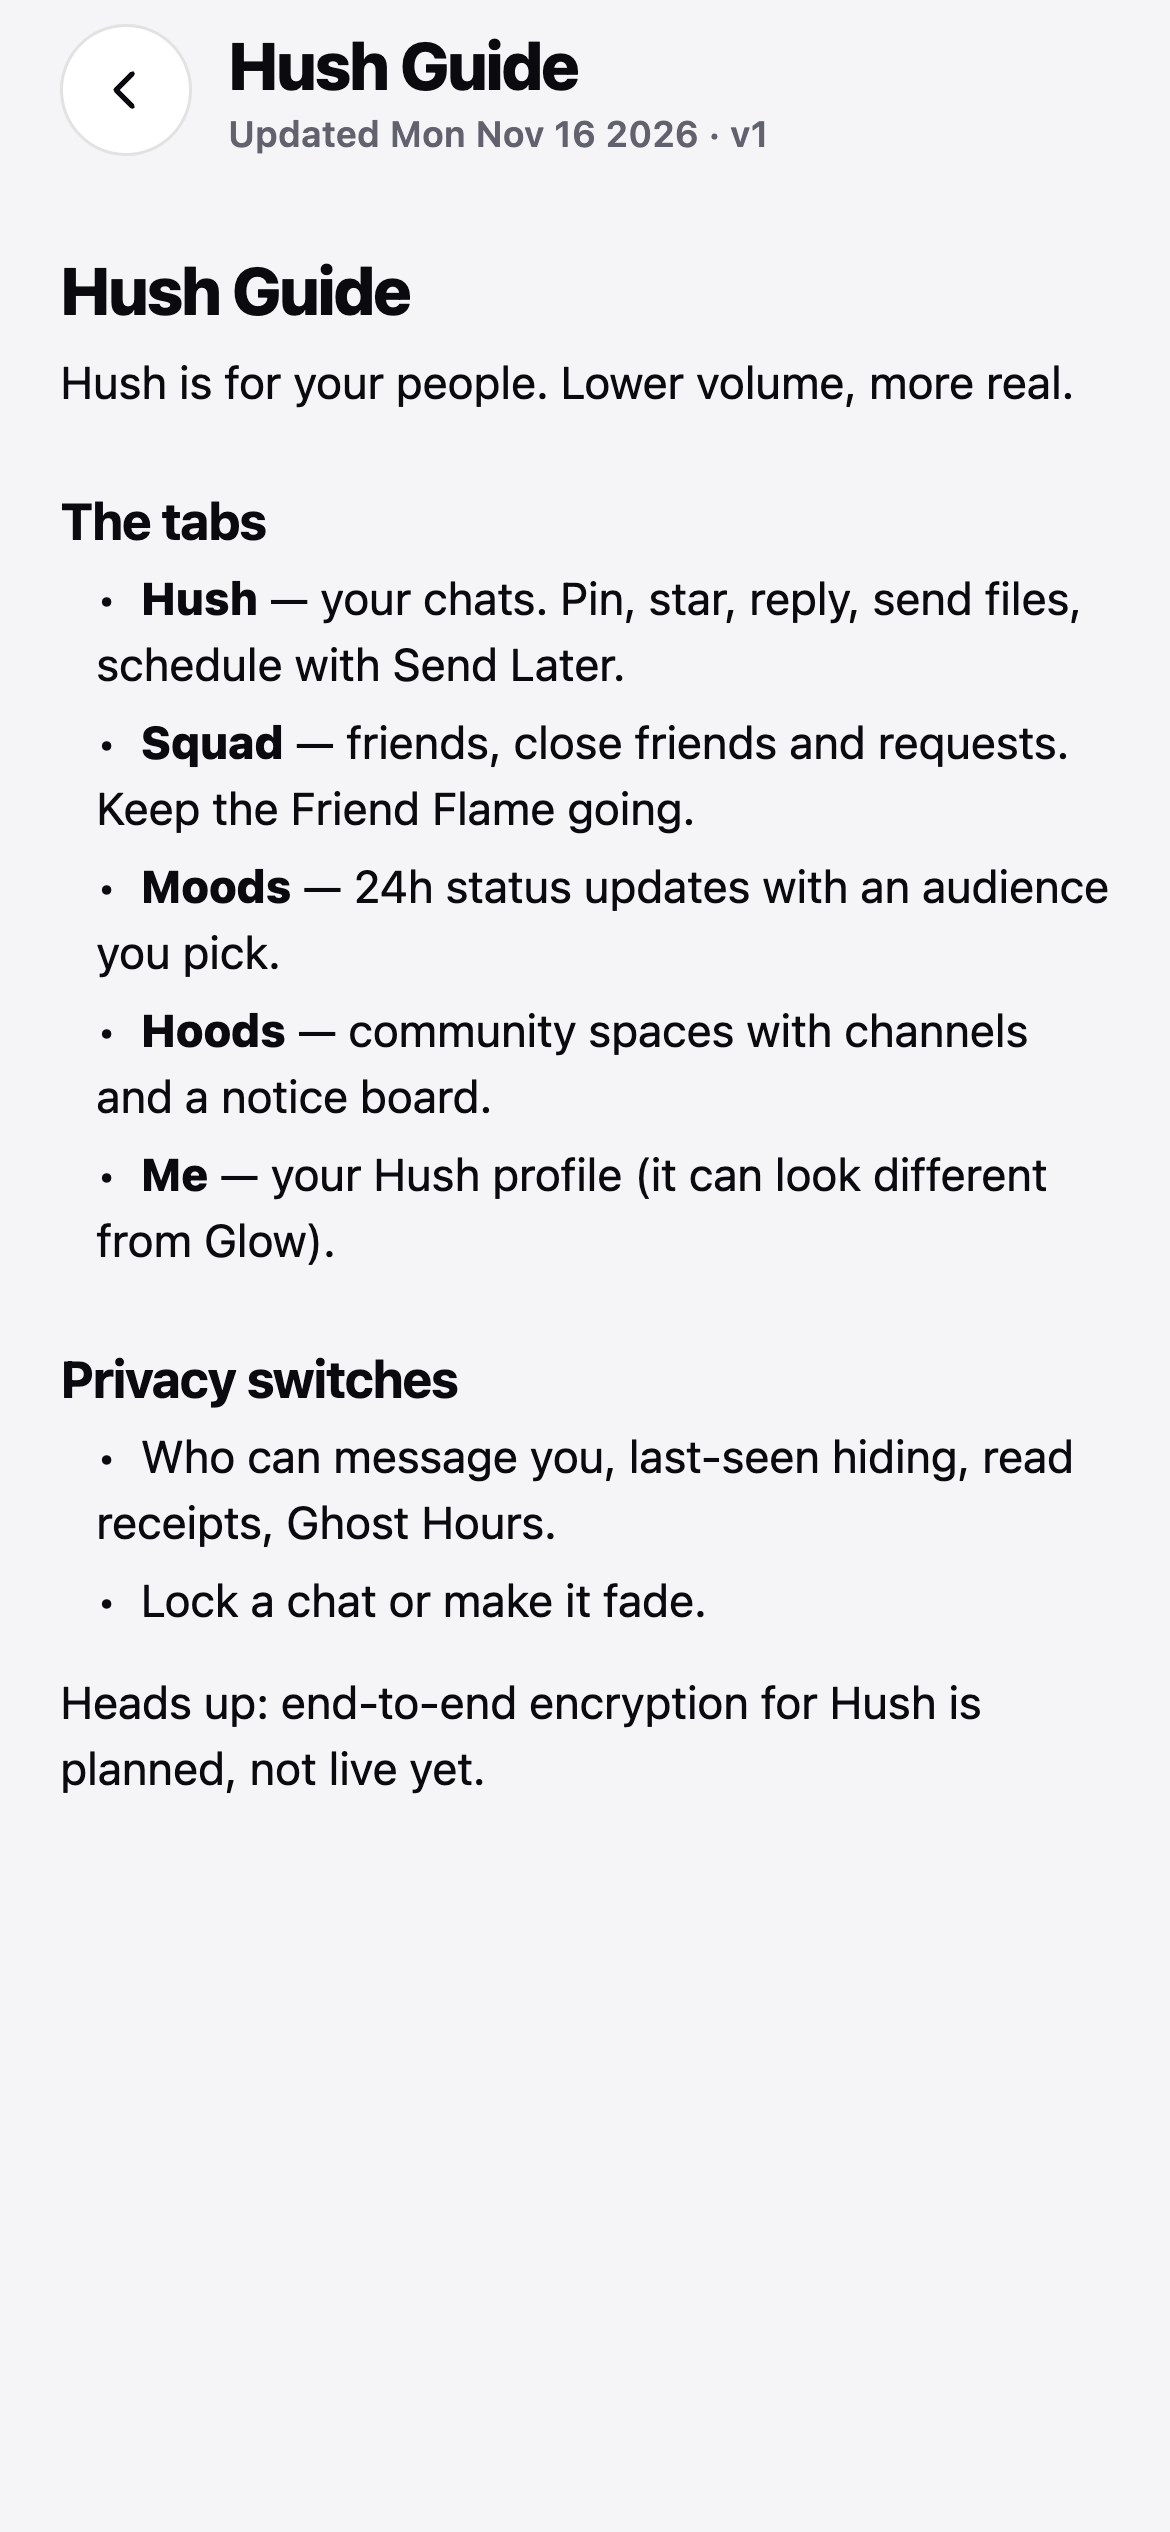 Hush Guide
Updated Mon Nov 16 2026 · v1
Hush Guide
Hush is for your people. Lower volume, more real.
The tabs
• Hush — your chats. Pin, star, reply, send files,
schedule with Send Later.
• Squad — friends, close friends and requests.
Keep the Friend Flame going.
• Moods — 24h status updates with an audience
you pick.
• Hoods — community spaces with channels
and a notice board.
• Me — your Hush profile (it can look different
from Glow).
Privacy switches
• Who can message you, last-seen hiding, read
receipts, Ghost Hours.
• Lock a chat or make it fade.
Heads up: end-to-end encryption for Hush is
planned, not live yet.